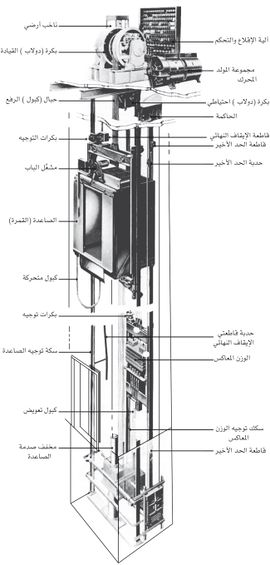 ناخب أرضي
آلية الإقلاع والتحكم
بكرة (دولاب) القيادة
مجموعة المولد
المحرك
حبال (كبول) الرفع
بكرة (دولاب) احتياطي
الحاكمة
قاطعة الإيقاف النهائي
بكرات التوجيه
قاطعة الحد الأخير
مشغّل الباب
حدبة الحد الأخير
الصاعدة (القمرة)
كبول متحركة
بكرات توجيه
حدبة قاطعتي
الإيقاف النهائي
سكة توجيه الصاعدة
الوزن المعاكس
كبول تعويض
سكك توجيه الوزن
المعاكس
مخفف صدمة
الصاعدة
قاطعة الحد الأخير